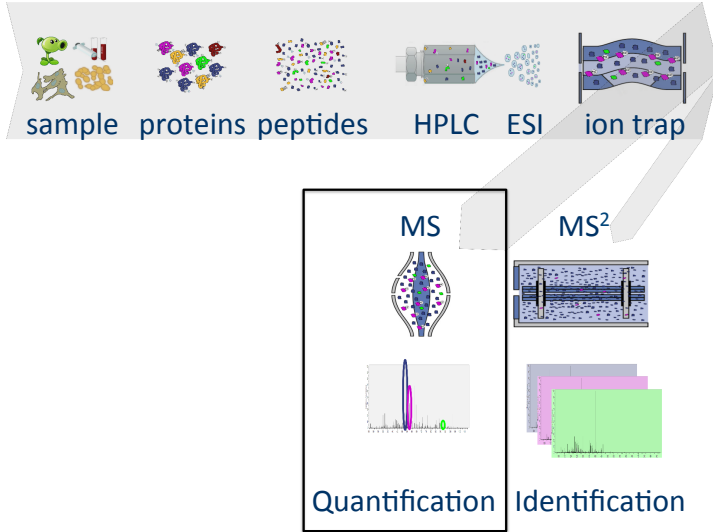 sample proteins peptides HPLC ESI ion trap
MS MS²
Quantification Identification